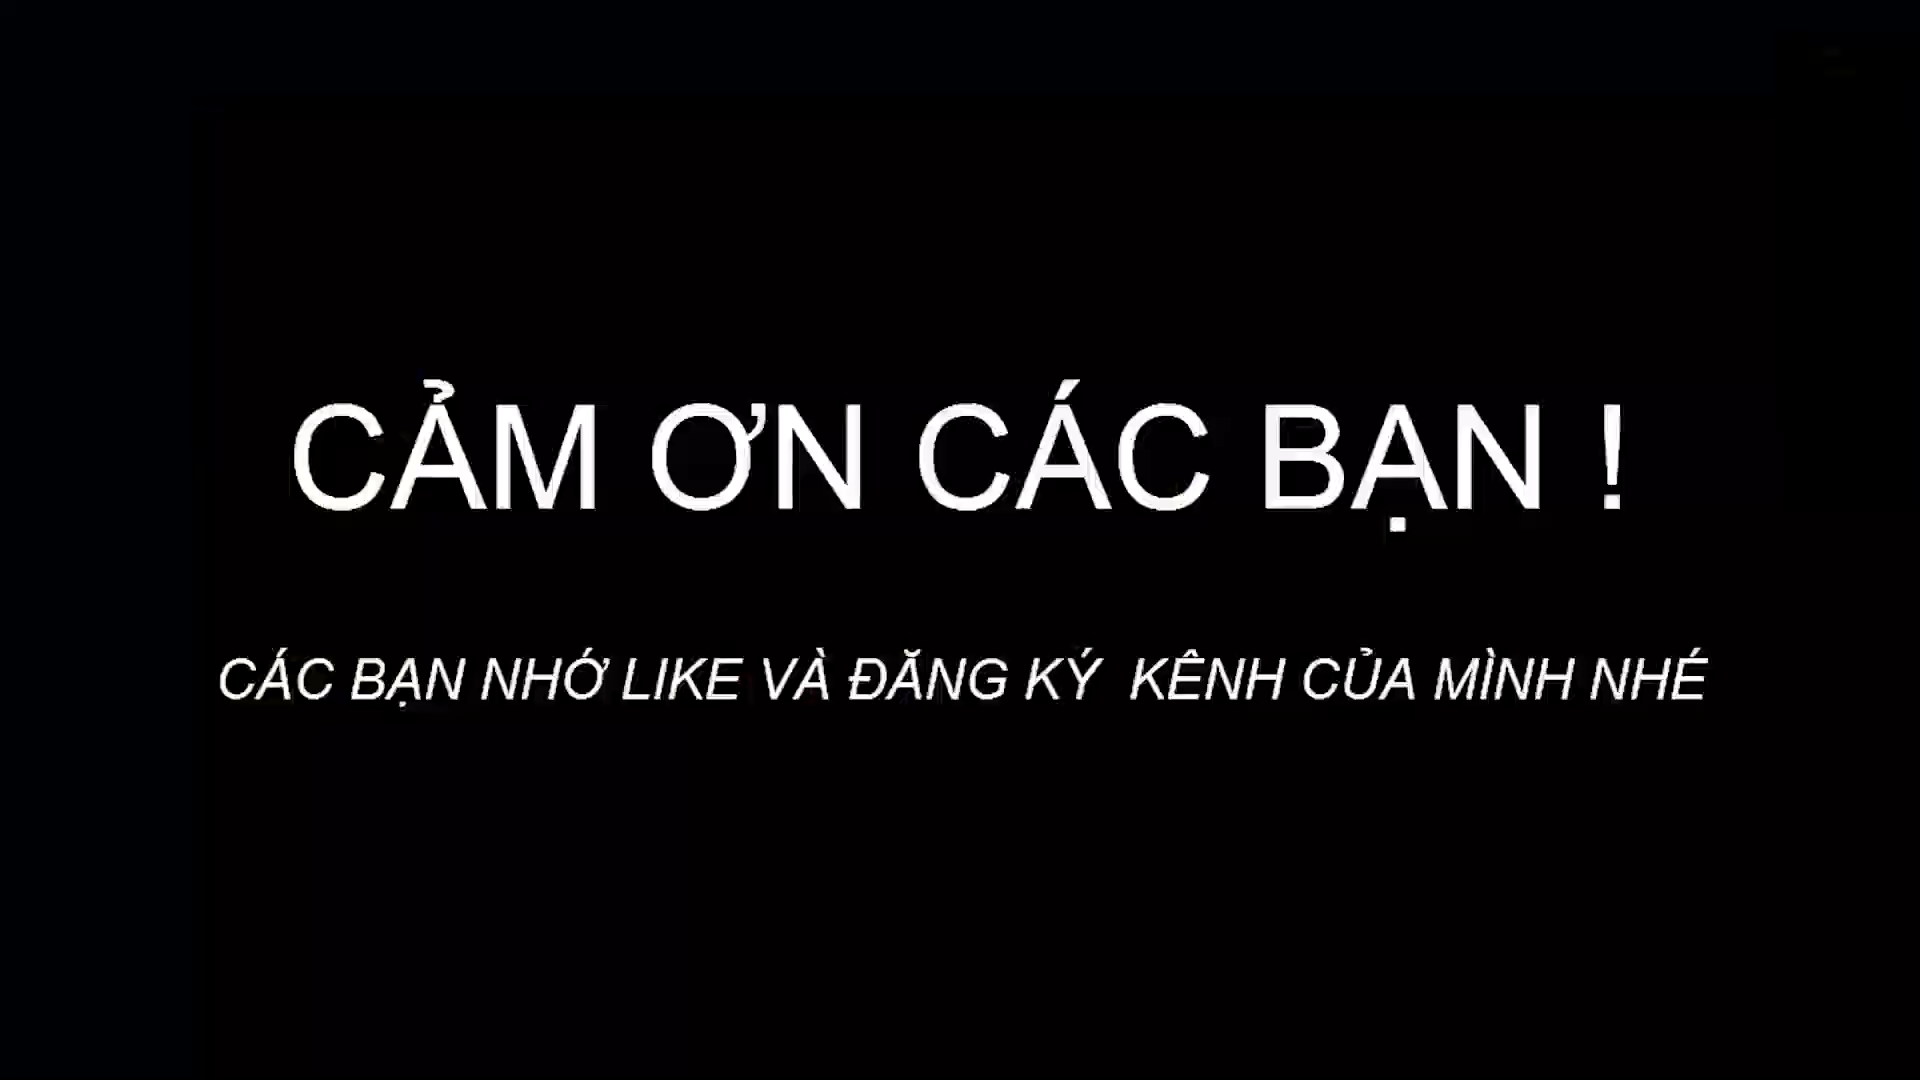 CẢM ƠN CÁC BẠN !
CÁC BẠN NHỚ LIKE VÀ ĐĂNG KÝ KÊNH CỦA MÌNH NHÉ